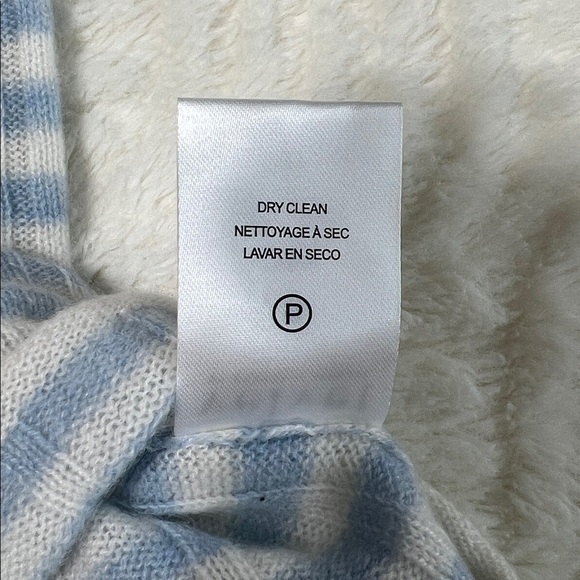 DRY CLEAN
NETTOYAGE À SEC
LAVAR EN SECO
P